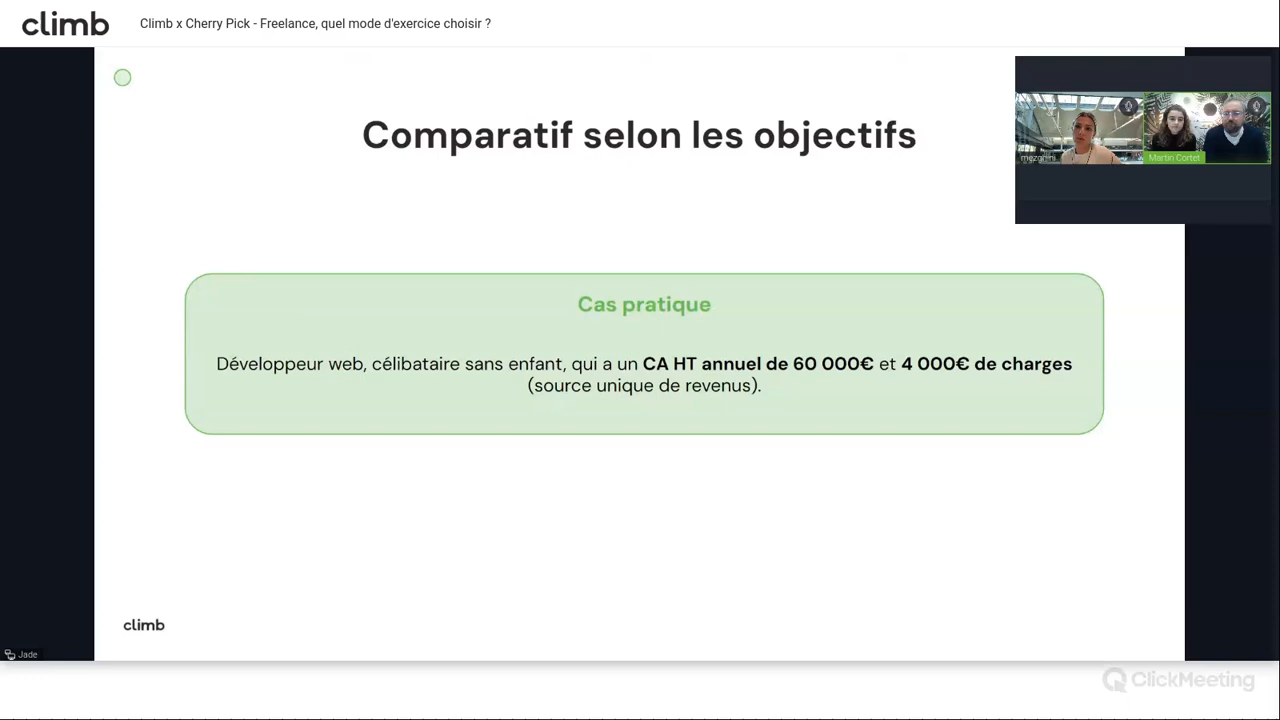 climb
Climb x Cherry Pick - Freelance, quel mode d'exercice choisir ?
Comparatif selon les objectifs
Martin Cortet
Cas pratique
Développeur web, célibataire sans enfant, qui a un CA HT annuel de 60 000€ et 4 000€ de charges
(source unique de revenus).
climb
Jade
ClickMeeting